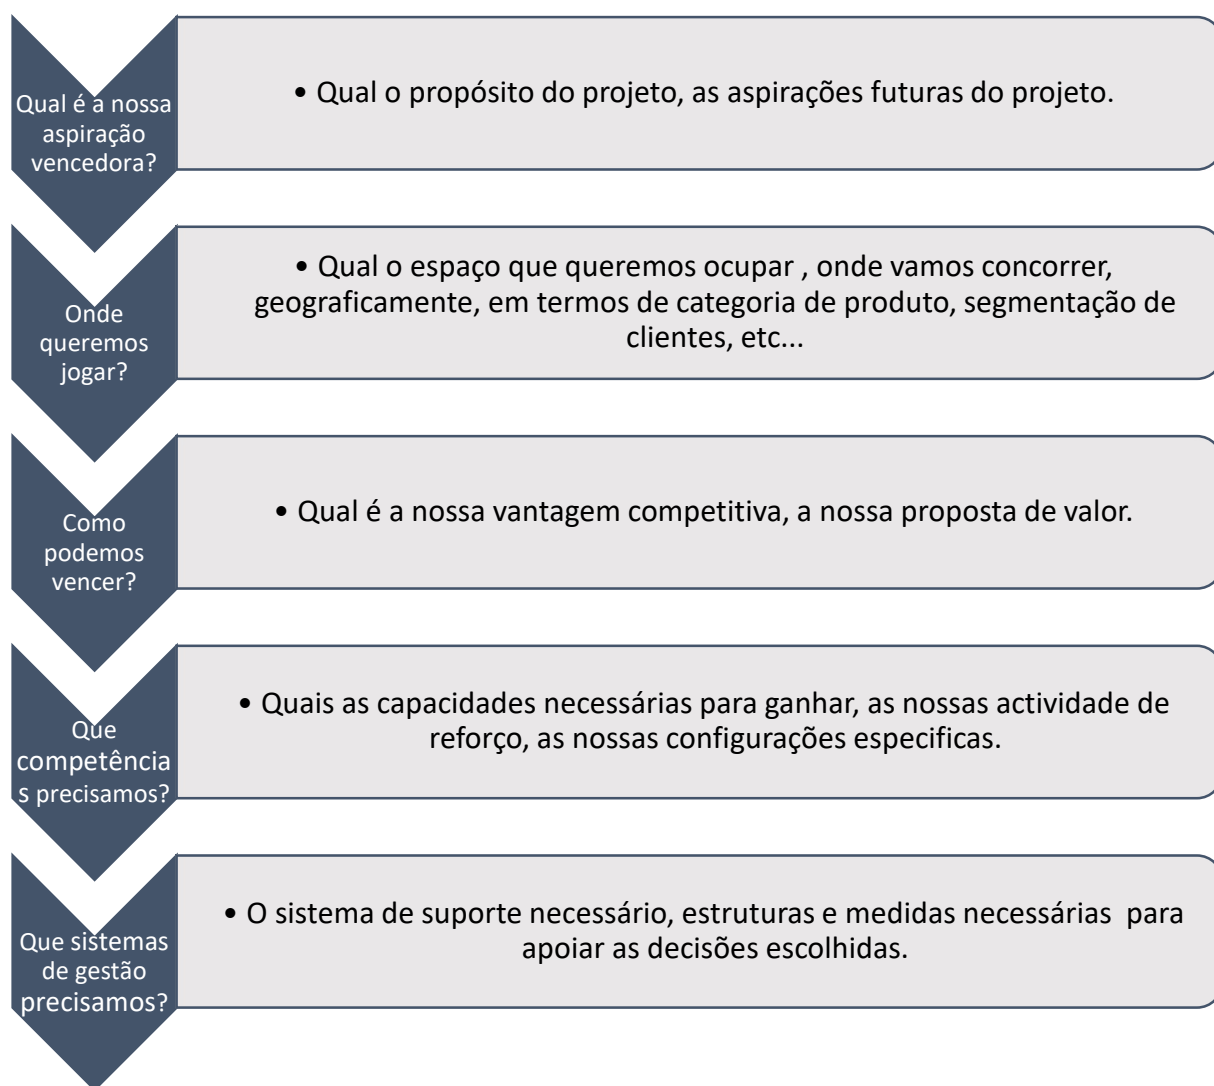 Qual é a nossa
aspiração
vencedora?
• Qual o propósito do projeto, as aspirações futuras do projeto.
Onde
queremos
jogar?
• Qual o espaço que queremos ocupar , onde vamos concorrer,
geograficamente, em termos de categoria de produto, segmentação de
clientes, etc...
Como
podemos
vencer?
• Qual é a nossa vantagem competitiva, a nossa proposta de valor.
Que
competência
s precisamos?
• Quais as capacidades necessárias para ganhar, as nossas actividade de
reforço, as nossas configurações especificas.
Que sistemas
de gestão
precisamos?
• O sistema de suporte necessário, estruturas e medidas necessárias  para
apoiar as decisões escolhidas.